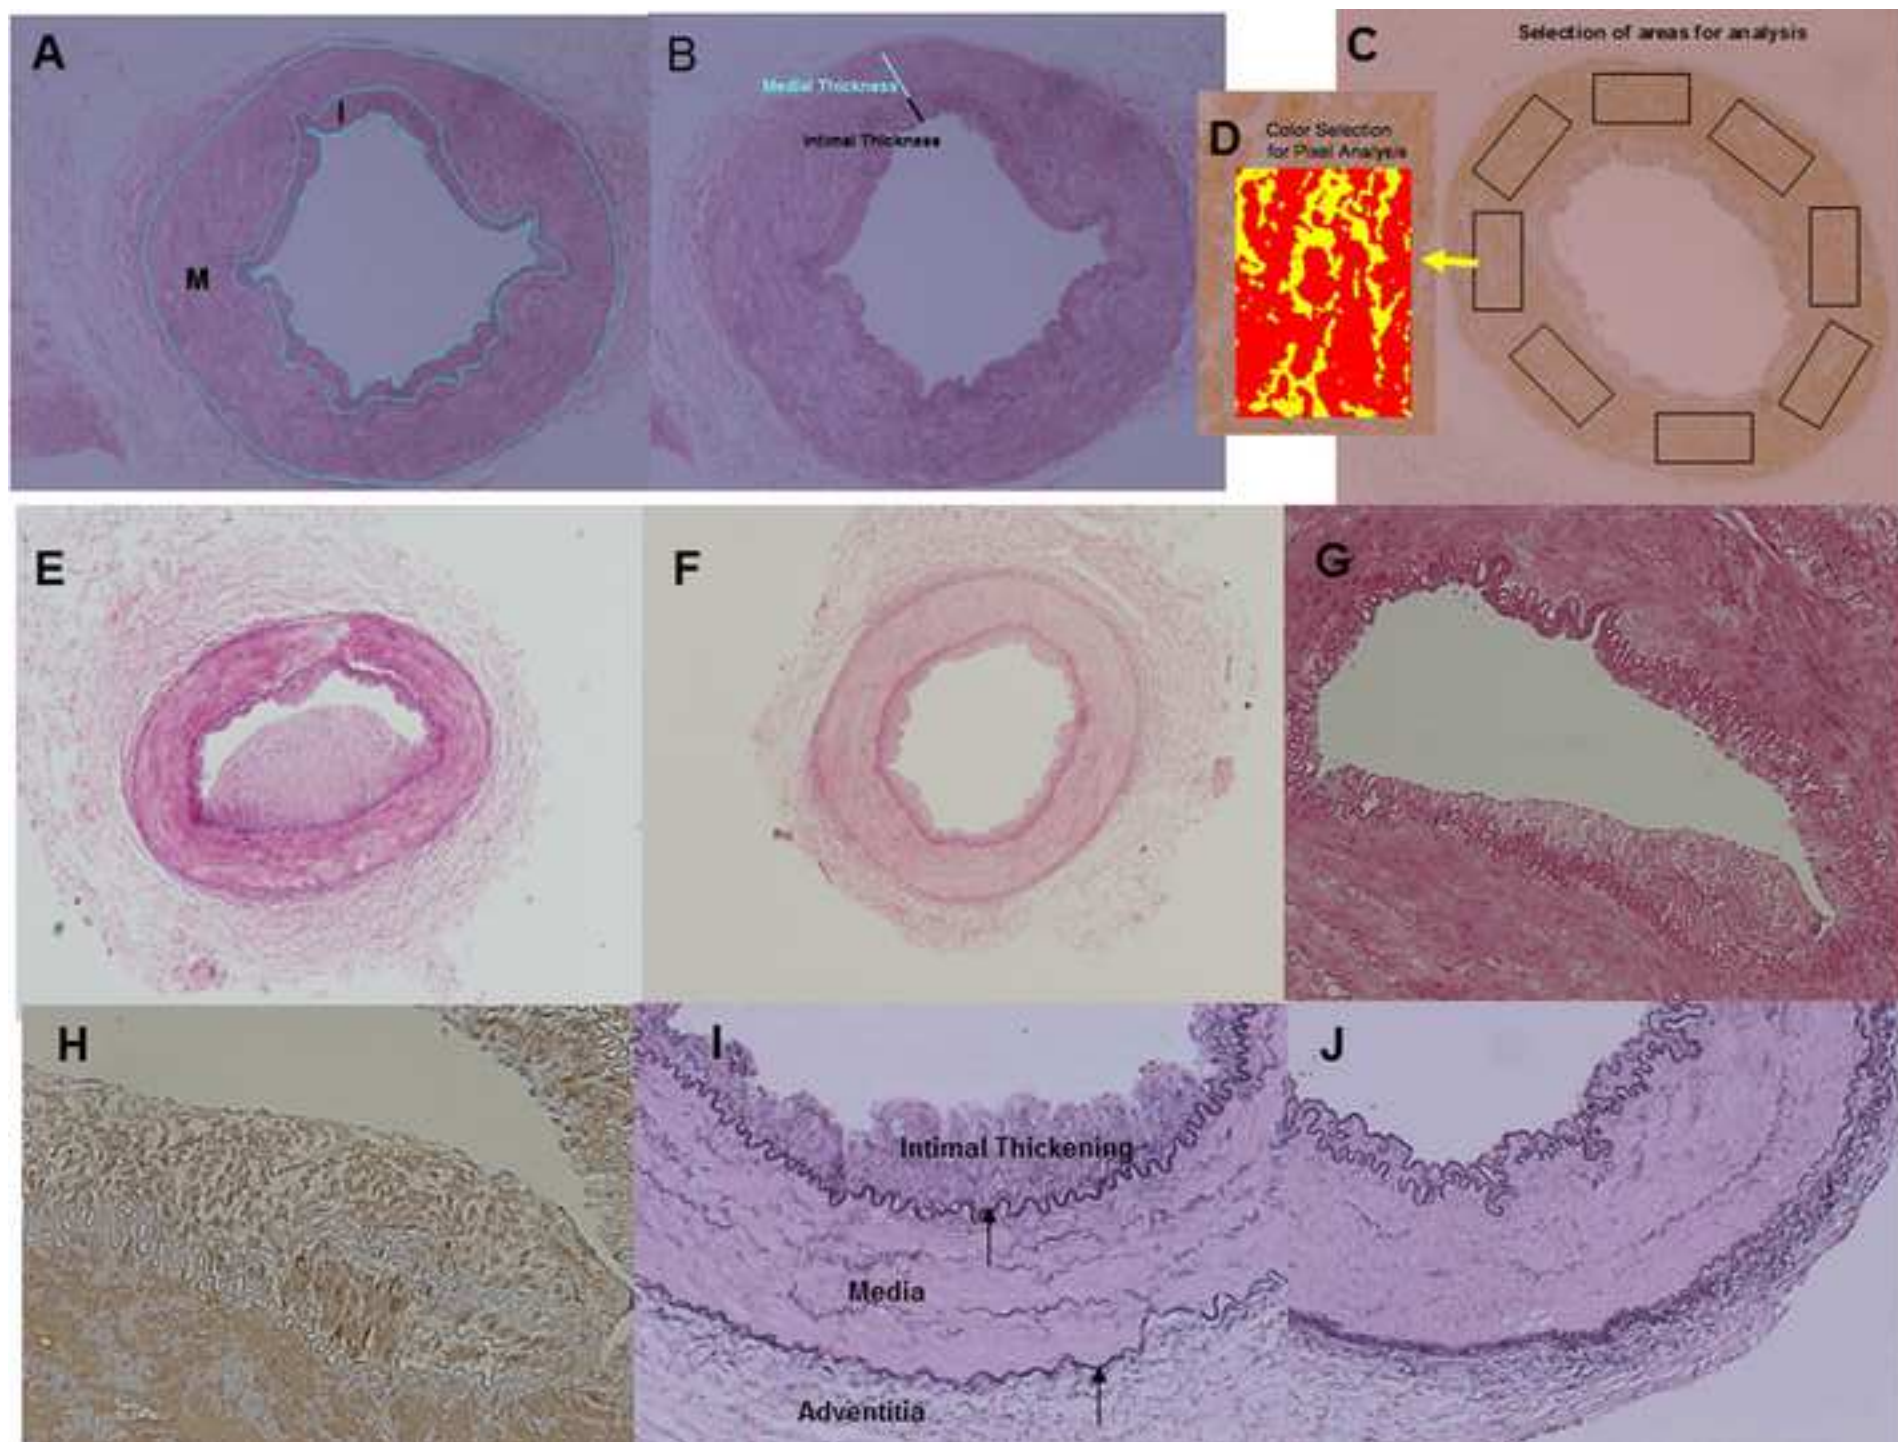 A
I
M
B
Medial Thickness
Intimal Thickness
C
Selection of areas for analysis
D
Color Selection
for Pixel Analysis
E
F
G
H
I
Intimal Thickening
Media
Adventitia
J